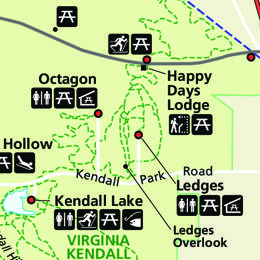 Happy
Days
Lodge
Octagon
Hollow
Kendall Park Road
Ledges
Kendall Lake
Ledges
Overlook
VIRGINIA
KENDALL